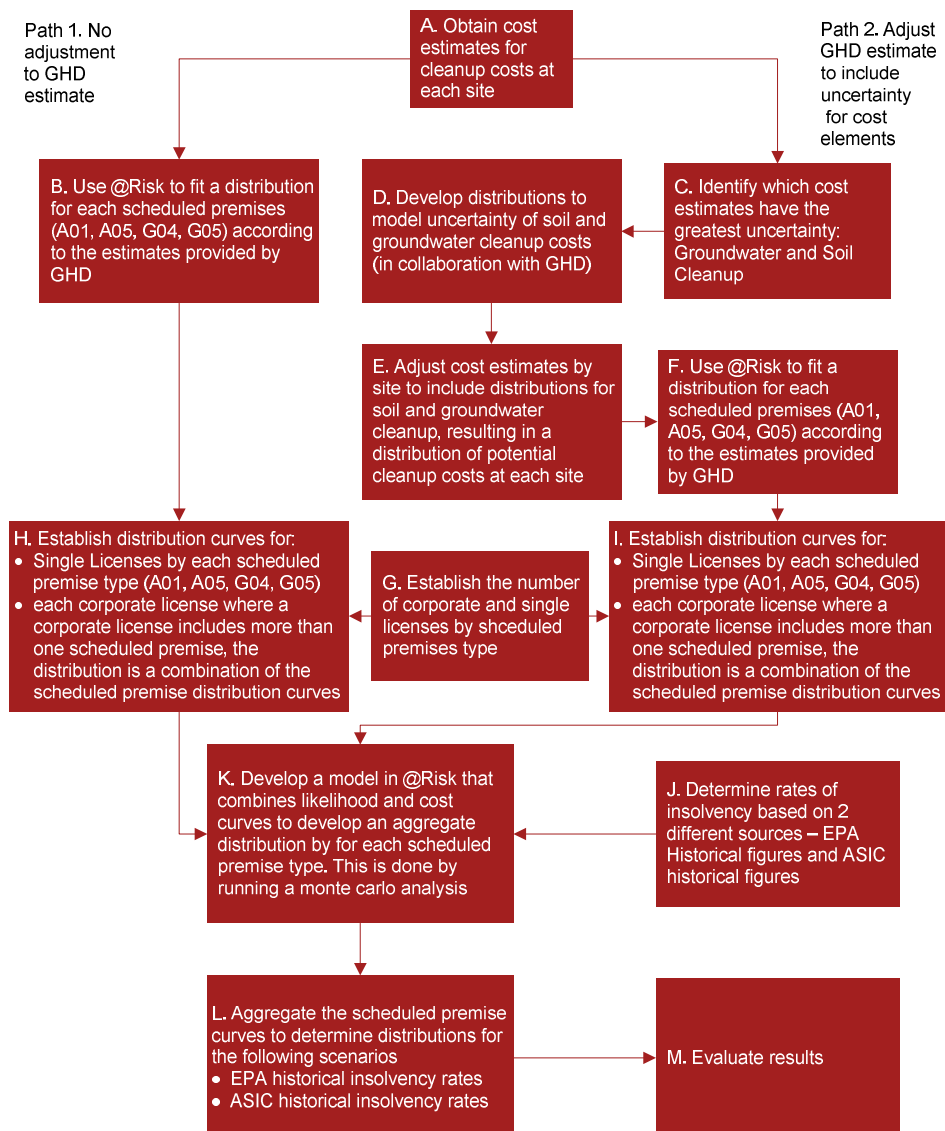 Path 1. No
adjustment
to GHD
estimate
A. Obtain cost
estimates for
cleanup costs at
each site
Path 2. Adjust
GHD estimate
to include
uncertainty
for cost
elements
B. Use @Risk to fit a distribution
for each scheduled premises
(A01, A05, G04, G05) according
to the estimates provided by
GHD
D. Develop distributions to
model uncertainty of soil and
groundwater cleanup costs
(in collaboration with GHD)
C. Identify which cost
estimates have the
greatest uncertainty:
Groundwater and Soil
Cleanup
E. Adjust cost estimates by
site to include distributions for
soil and groundwater
cleanup, resulting in a
distribution of potential
cleanup costs at each site
F. Use @Risk to fit a
distribution for each
scheduled premises (A01,
A05, G04, G05) according
to the estimates provided
by GHD
H. Establish distribution curves for:
• Single Licenses by each scheduled
premise type (A01, A05, G04, G05)
• each corporate license where a
corporate license includes more than
one scheduled premise, the
distribution is a combination of the
scheduled premise distribution curves
G. Establish the number
of corporate and single
licenses by shceduled
premises type
I. Establish distribution curves for:
• Single Licenses by each scheduled
premise type (A01, A05, G04, G05)
• each corporate license where a
corporate license includes more than
one scheduled premise, the
distribution is a combination of the
scheduled premise distribution curves
K. Develop a model in @Risk that
combines likelihood and cost
curves to develop an aggregate
distribution by for each scheduled
premise type. This is done by
running a monte carlo analysis
J. Determine rates of
insolvency based on 2
different sources – EPA
Historical figures and ASIC
historical figures
L. Aggregate the scheduled premise
curves to determine distributions for
the following scenarios
• EPA historical insolvency rates
• ASIC historical insolvency rates
M. Evaluate results